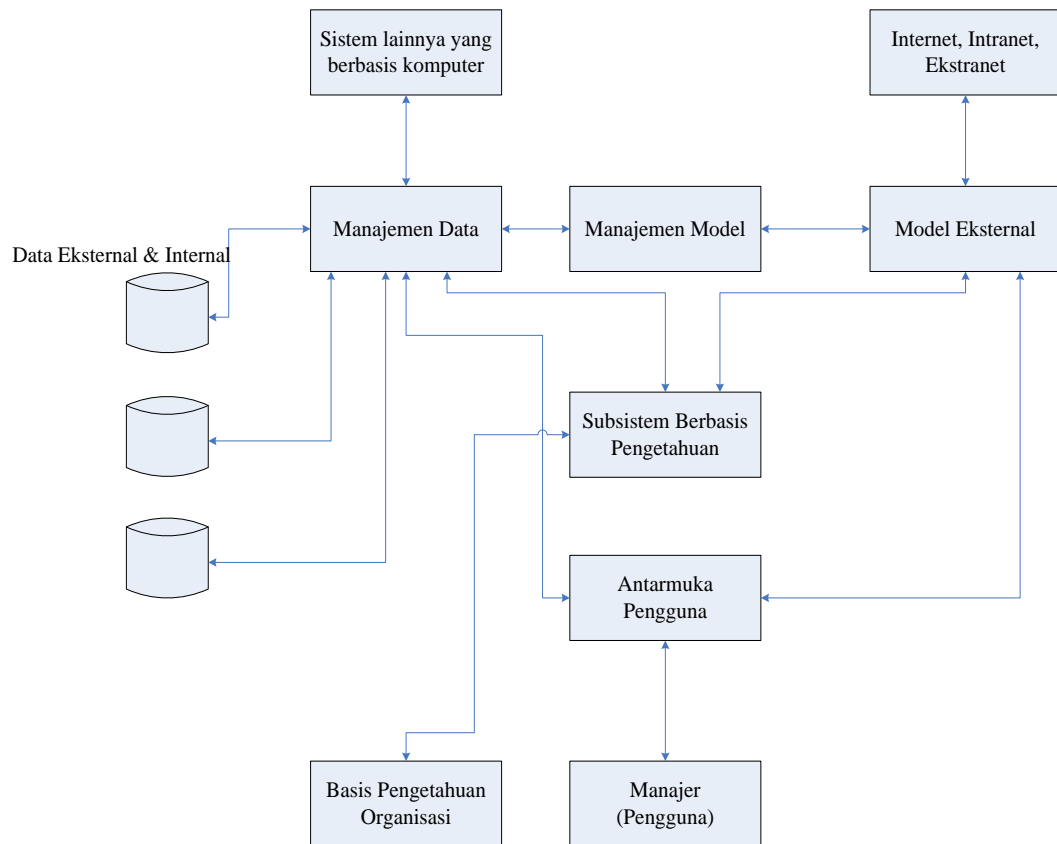 Sistem lainnya yang
berbasis komputer
Internet, Intranet,
Ekstranet
Manajemen Data
Manajemen Model
Model Eksternal
Data Eksternal & Internal
Subsistem Berbasis
Pengetahuan
Antarmuka
Pengguna
Basis Pengetahuan
Organisasi
Manajer
(Pengguna)